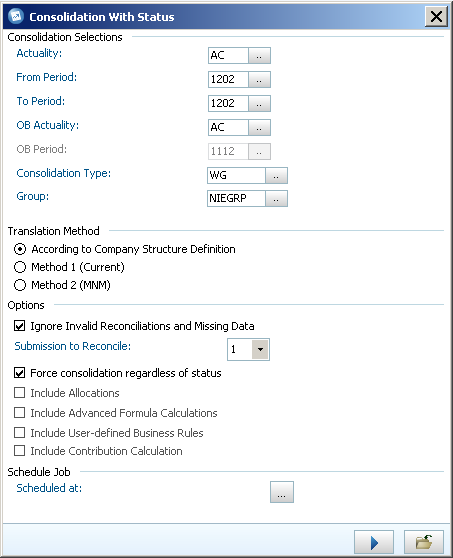 Consolidation With Status
Consolidation Selections
Actuality: AC ..
From Period: 1202 ..
To Period: 1202 ..
OB Actuality: AC ..
OB Period: 1112 ..
Consolidation Type: WG ..
Group: NIEGRP ..
Translation Method
According to Company Structure Definition
Method 1 (Current)
Method 2 (MNM)
Options
Ignore Invalid Reconciliations and Missing Data
Submission to Reconcile: 1
Force consolidation regardless of status
Include Allocations
Include Advanced Formula Calculations
Include User-defined Business Rules
Include Contribution Calculation
Schedule Job
Scheduled at: ...